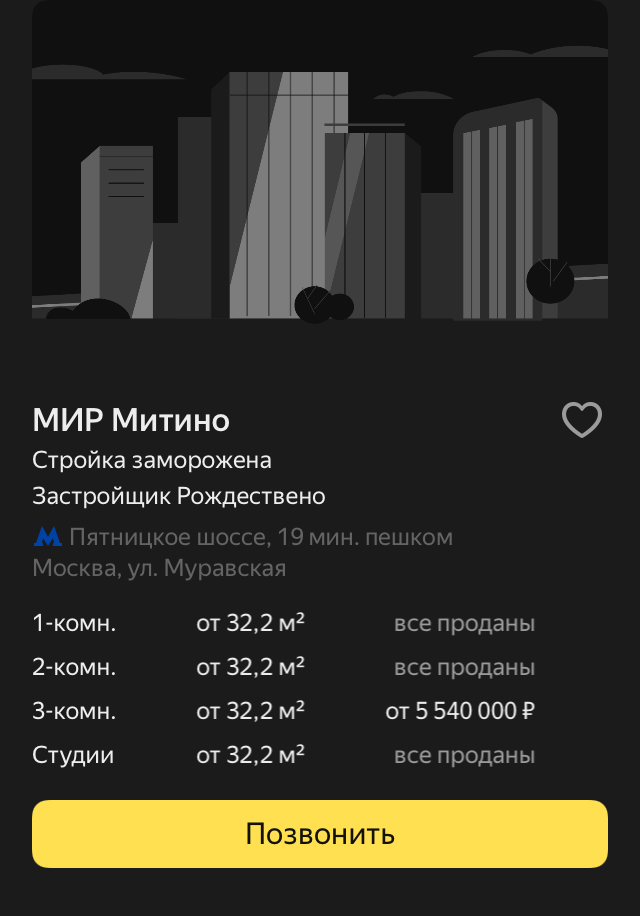 МИР Митино
Стройка заморожена
Застройщик Рождествено
Пятницкое шоссе, 19 мин. пешком
Москва, ул. Муравская
1-комн. от 32,2 м² все проданы
2-комн. от 32,2 м² все проданы
3-комн. от 32,2 м² от 5 540 000 ₽
Студии от 32,2 м² все проданы
Позвонить